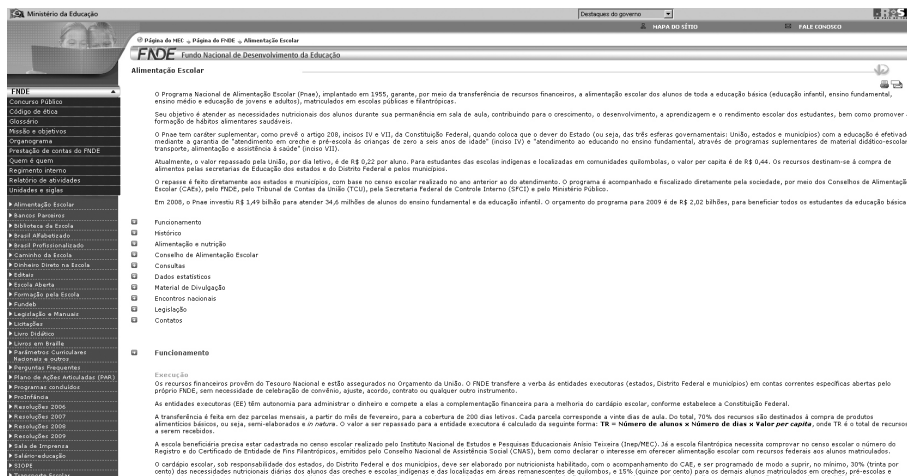 Ministério da Educação
Destaques do governo
MAPA DO SÍTIO
FALE CONOSCO
Página do MEC Página do FNDE Alimentação Escolar
FNDE Fundo Nacional de Desenvolvimento da Educação
Alimentação Escolar
FNDE
Concurso Público
Código de ética
Glossário
Missão e objetivos
Organograma
Prestação de contas do FNDE
Quem é quem
Regimento interno
Relatório de atividades
Unidades e siglas
Alimentação Escolar
Bancos Parceiros
Biblioteca da Escola
Brasil Alfabetizado
Brasil Profissionalizado
Caminho da Escola
Dinheiro Direto na Escola
Editais
Escola Aberta
Formação pela Escola
Fundeb
Legislação e Manuais
Licitações
Livro Didático
Livros em Braille
Parâmetros Curriculares
Nacionais e outros
Perguntas Frequentes
Plano de Ações Articuladas (PAR)
Programas concluídos
ProInfância
Resoluções 2006
Resoluções 2007
Resoluções 2008
Resoluções 2009
Sala de Imprensa
Salário-educação
SIOPE
Transporte Escolar
O Programa Nacional de Alimentação Escolar (Pnae), implantado em 1955, garante, por meio da transferência de recursos financeiros, a alimentação escolar dos alunos de toda a educação básica (educação infantil, ensino fundamental,
ensino médio e educação de jovens e adultos), matriculados em escolas públicas e filantrópicas.
Seu objetivo é atender as necessidades nutricionais dos alunos durante sua permanência em sala de aula, contribuindo para o crescimento, o desenvolvimento, a aprendizagem e o rendimento escolar dos estudantes, bem como promover a
formação de hábitos alimentares saudáveis.
O Pnae tem caráter suplementar, como prevê o artigo 208, incisos IV e VII, da Constituição Federal, quando coloca que o dever do Estado (ou seja, das três esferas governamentais: União, estados e municípios) com a educação é efetivado
mediante a garantia de "atendimento em creche e pré-escola às crianças de zero a seis anos de idade" (inciso IV) e "atendimento ao educando no ensino fundamental, através de programas suplementares de material didático-escolar,
transporte, alimentação e assistência à saúde" (inciso VII).
Atualmente, o valor repassado pela União, por dia letivo, é de R$ 0,22 por aluno. Para estudantes das escolas indígenas e localizadas em comunidades quilombolas, o valor per capita é de R$ 0,44. Os recursos destinam-se à compra de
alimentos pelas secretarias de Educação dos estados e do Distrito Federal e pelos municípios.
O repasse é feito diretamente aos estados e municípios, com base no censo escolar realizado no ano anterior ao do atendimento. O programa é acompanhado e fiscalizado diretamente pela sociedade, por meio dos Conselhos de Alimentação
Escolar (CAEs), pelo FNDE, pelo Tribunal de Contas da União (TCU), pela Secretaria Federal de Controle Interno (SFCI) e pelo Ministério Público.
Em 2008, o Pnae investiu R$ 1,49 bilhão para atender 34,6 milhões de alunos do ensino fundamental e da educação infantil. O orçamento do programa para 2009 é de R$ 2,02 bilhões, para beneficiar todos os estudantes da educação básica
Funcionamento
Histórico
Alimentação e nutrição
Conselho de Alimentação Escolar
Consultas
Dados estatísticos
Material de Divulgação
Encontros nacionais
Legislação
Contatos
Funcionamento
Execução
Os recursos financeiros provêm do Tesouro Nacional e estão assegurados no Orçamento da União. O FNDE transfere a verba às entidades executoras (estados, Distrito Federal e municípios) em contas correntes específicas abertas pelo
próprio FNDE, sem necessidade de celebração de convênio, ajuste, acordo, contrato ou qualquer outro instrumento.
As entidades executoras (EE) têm autonomia para administrar o dinheiro e compete a elas a complementação financeira para a melhoria do cardápio escolar, conforme estabelece a Constituição Federal.
A transferência é feita em dez parcelas mensais, a partir do mês de fevereiro, para a cobertura de 200 dias letivos. Cada parcela corresponde a vinte dias de aula. Do total, 70% dos recursos são destinados à compra de produtos
alimentícios básicos, ou seja, semi-elaborados e in natura. O valor a ser repassado para a entidade executora é calculado da seguinte forma: TR = Número de alunos x Número de dias x Valor per capita, onde TR é o total de recursos
a serem recebidos.
A escola beneficiária precisa estar cadastrada no censo escolar realizado pelo Instituto Nacional de Estudos e Pesquisas Educacionais Anísio Teixeira (Inep/MEC). Já a escola filantrópica necessita comprovar no censo escolar o número do
Registro e do Certificado de Entidade de Fins Filantrópicos, emitidos pelo Conselho Nacional de Assistência Social (CNAS), bem como declarar o interesse em oferecer alimentação escolar com recursos federais aos alunos matriculados.
O cardápio escolar, sob responsabilidade dos estados, do Distrito Federal e dos municípios, deve ser elaborado por nutricionista habilitado, com o acompanhamento do CAE, e ser programado de modo a suprir, no mínimo, 30% (trinta por
cento) das necessidades nutricionais diárias dos alunos das creches e escolas indígenas e das localizadas em áreas remanescentes de quilombos, e 15% (quinze por cento) para os demais alunos matriculados em creches, pré-escolas e